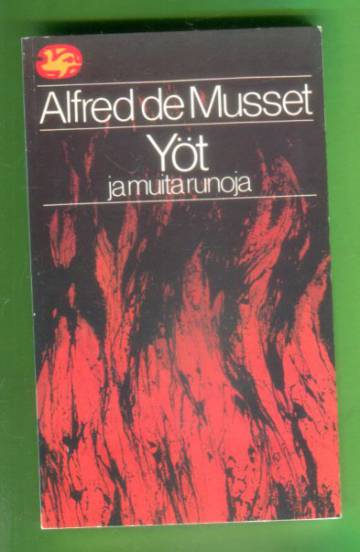 Alfred de Musset
Yöt
ja muita runoja